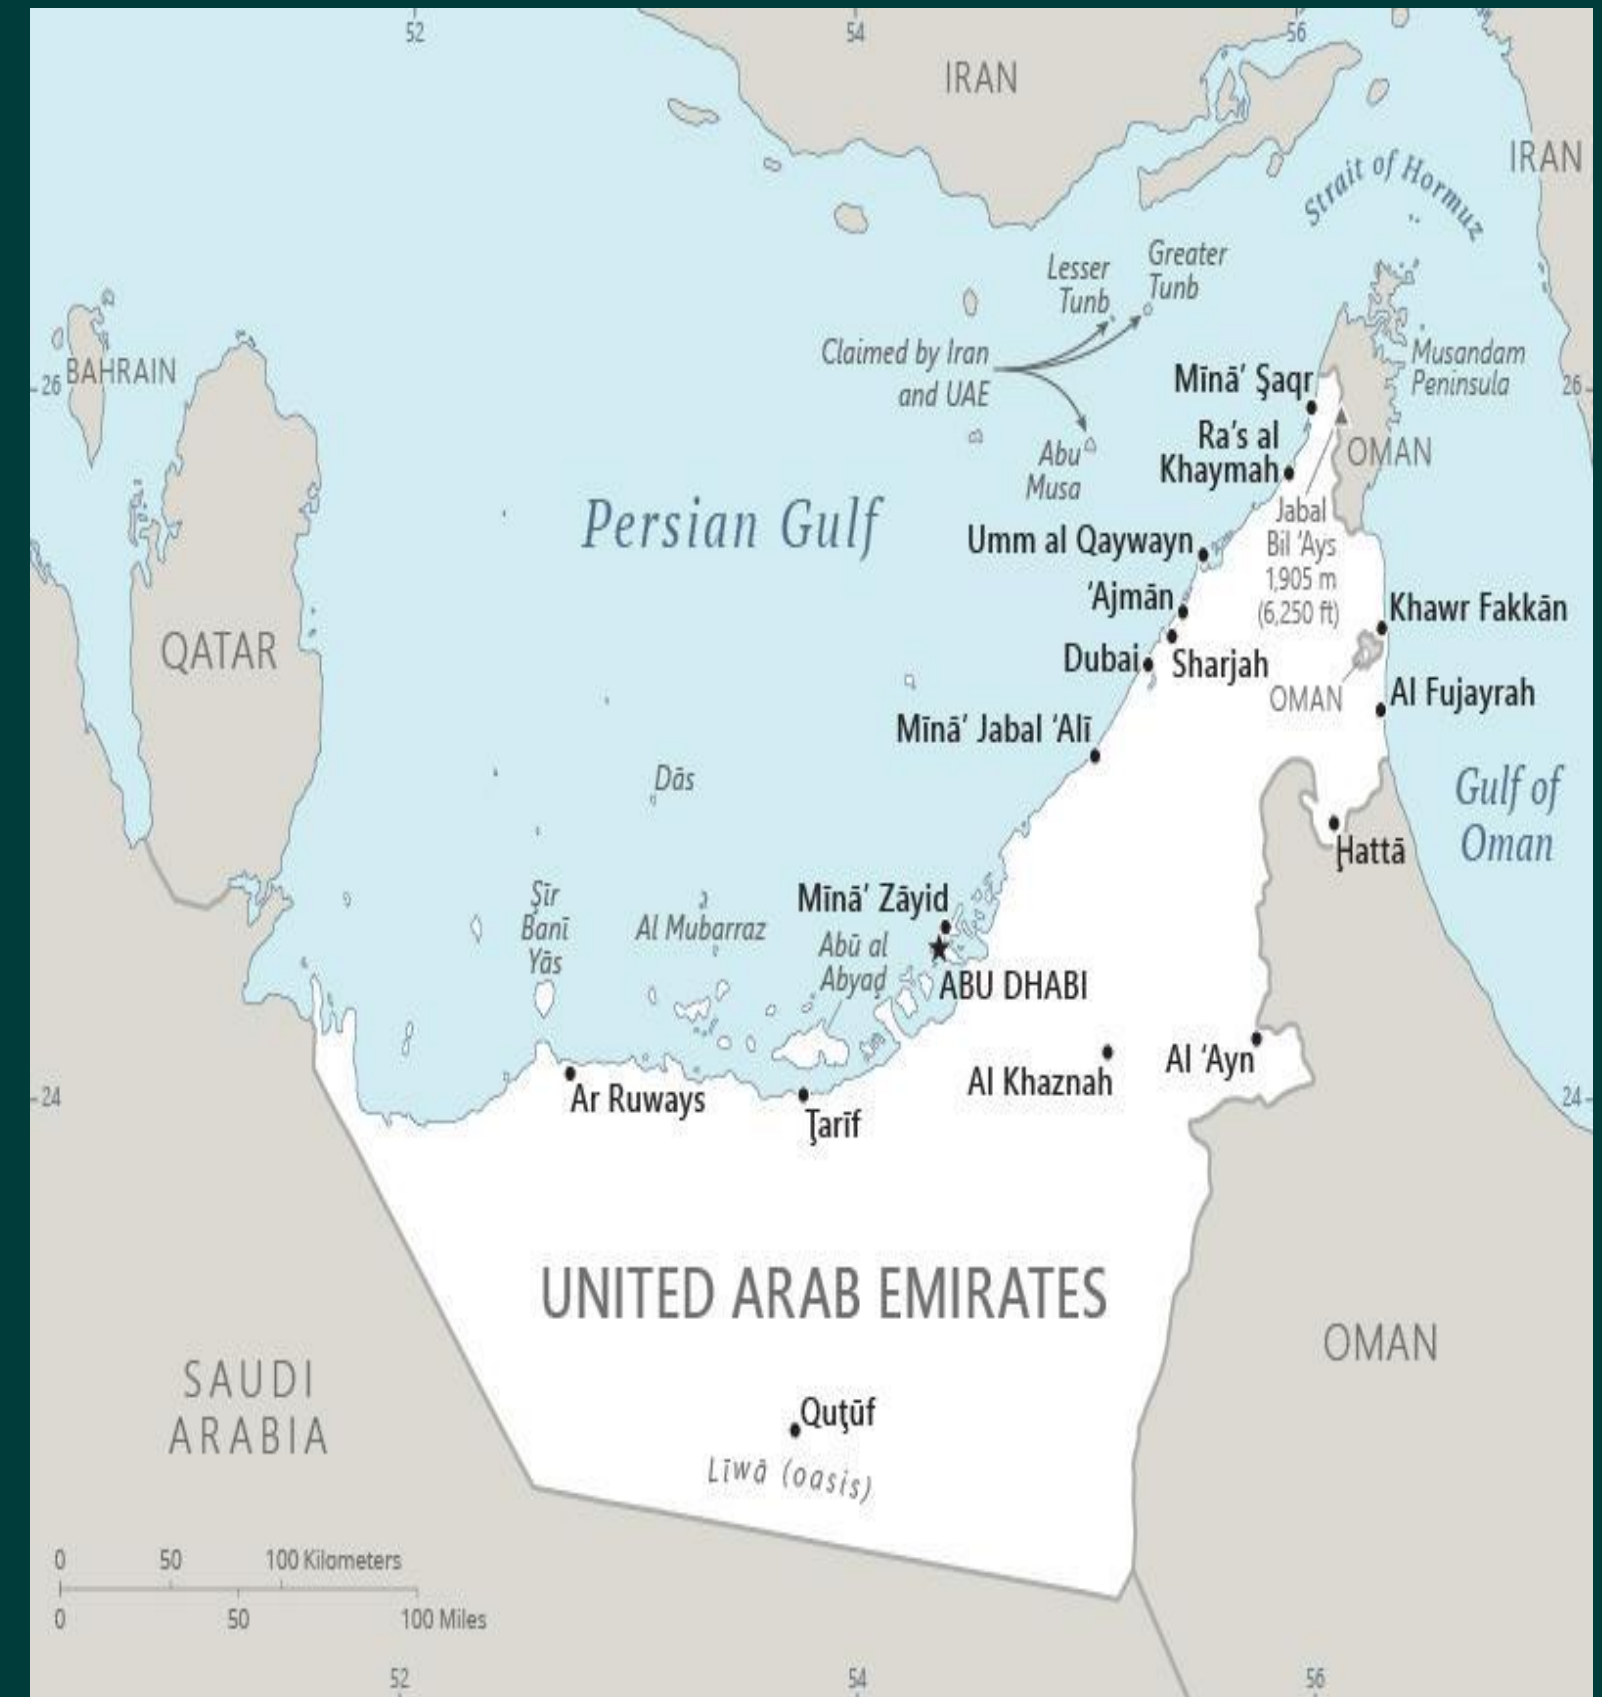 52
54
56
IRAN
IRAN
Strait of Hormuz
Greater
Tunb
Lesser
Tunb
Claimed by Iran
and UAE
Abu
Musa
BAHRAIN
26
26
Musandam
Peninsula
Mīnā’ Şaqr
OMAN
Ra’s al
Khaymah
Jabal
Bil ‘Ays
1,905 m
(6,250 ft)
Persian Gulf
Umm al Qaywayn
‘Ajmān
Khawr Fakkān
QATAR
Dubai
Sharjah
OMAN
Al Fujayrah
Mīnā’ Jabal ‘Alī
Dās
Gulf of
Oman
Ḩattā
Şīr
Banī
Yās
Al Mubarraz
Mīnā’ Zāyid
Abū al
Abyaḑ
ABU DHABI
Al Khaznah
Al ‘Ayn
24
24
Ar Ruways
Ţarīf
UNITED ARAB EMIRATES
OMAN
SAUDI
ARABIA
Quţūf
Līwā (oasis)
0 50 100 Kilometers
0 50 100 Miles
52
54
56